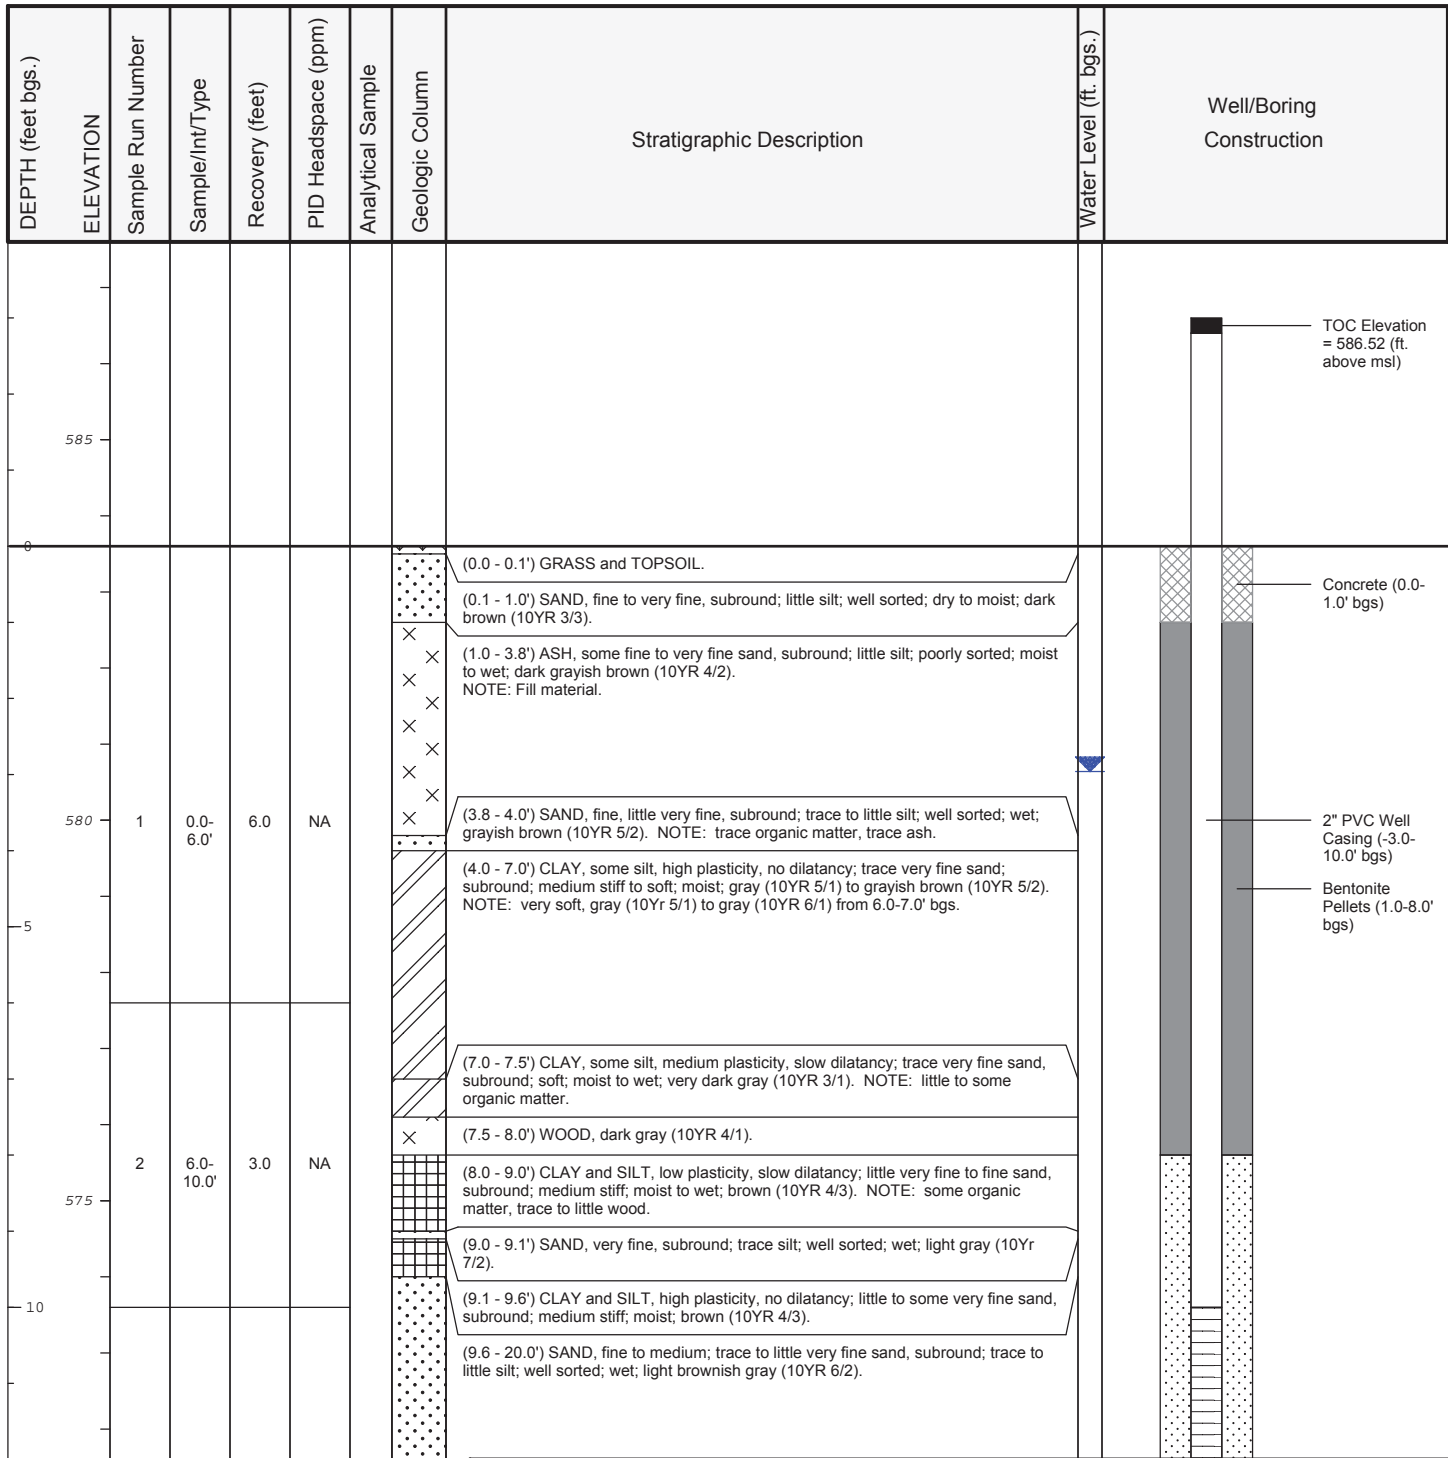 DEPTH (feet bgs.)
ELEVATION
Sample Run Number
Sample/Int/Type
Recovery (feet)
PID Headspace (ppm)
Analytical Sample
Geologic Column
Stratigraphic Description
Water Level (ft. bgs.)
Well/Boring
Construction
TOC Elevation
= 586.52 (ft.
above msl)
585
0
(0.0 - 0.1') GRASS and TOPSOIL.
(0.1 - 1.0') SAND, fine to very fine, subround; little silt; well sorted; dry to moist; dark
brown (10YR 3/3).
Concrete (0.0-
1.0' bgs)
(1.0 - 3.8') ASH, some fine to very fine sand, subround; little silt; poorly sorted; moist
to wet; dark grayish brown (10YR 4/2).
NOTE: Fill material.
580
1
0.0-
6.0'
6.0
NA
(3.8 - 4.0') SAND, fine, little very fine, subround; trace to little silt; well sorted; wet;
grayish brown (10YR 5/2).  NOTE:  trace organic matter, trace ash.
2" PVC Well
Casing (-3.0-
10.0' bgs)
(4.0 - 7.0') CLAY, some silt, high plasticity, no dilatancy; trace very fine sand;
subround; medium stiff to soft; moist; gray (10YR 5/1) to grayish brown (10YR 5/2).
NOTE:  very soft, gray (10Yr 5/1) to gray (10YR 6/1) from 6.0-7.0' bgs.
Bentonite
Pellets (1.0-8.0'
bgs)
5
(7.0 - 7.5') CLAY, some silt, medium plasticity, slow dilatancy; trace very fine sand,
subround; soft; moist to wet; very dark gray (10YR 3/1).  NOTE:  little to some
organic matter.
(7.5 - 8.0') WOOD, dark gray (10YR 4/1).
2
6.0-
10.0'
3.0
NA
(8.0 - 9.0') CLAY and SILT, low plasticity, slow dilatancy; little very fine to fine sand,
subround; medium stiff; moist to wet; brown (10YR 4/3).  NOTE:  some organic
matter, trace to little wood.
575
(9.0 - 9.1') SAND, very fine, subround; trace silt; well sorted; wet; light gray (10Yr
7/2).
10
(9.1 - 9.6') CLAY and SILT, high plasticity, no dilatancy; little to some very fine sand,
subround; medium stiff; moist; brown (10YR 4/3).
(9.6 - 20.0') SAND, fine to medium; trace to little very fine sand, subround; trace to
little silt; well sorted; wet; light brownish gray (10YR 6/2).